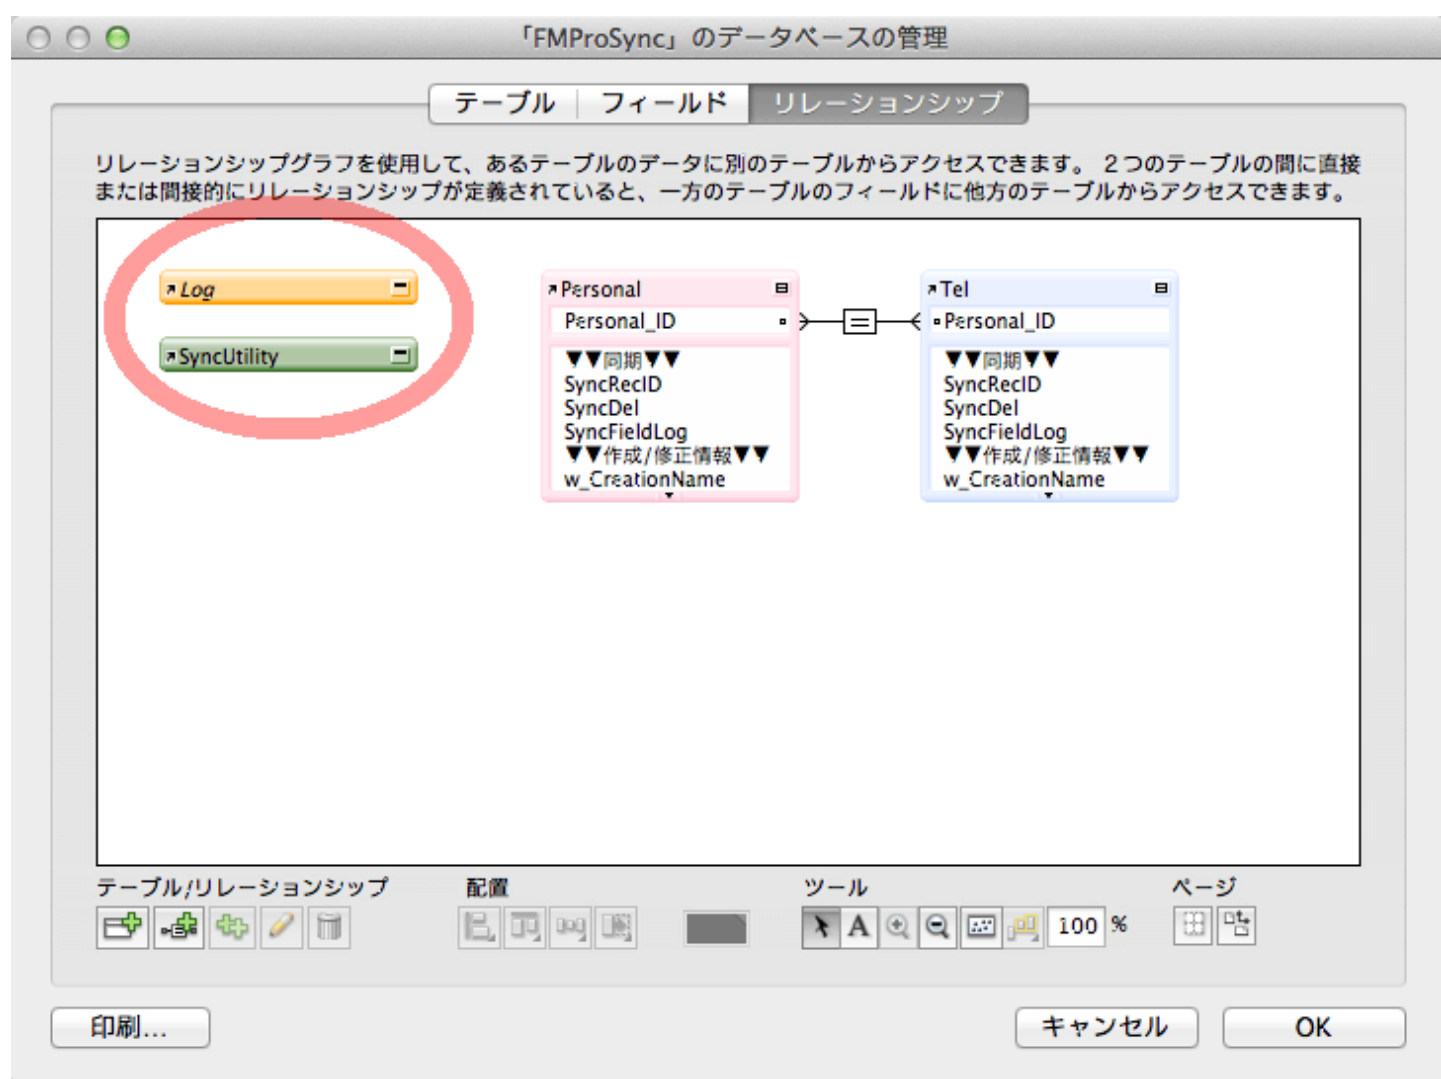 「FMProSync」のデータベースの管理
テーブル フィールド リレーションシップ
リレーションシップグラフを使用して、あるテーブルのデータに別のテーブルからアクセスできます。 2つのテーブルの間に直接
または間接的にリレーションシップが定義されていると、一方のテーブルのフィールドに他方のテーブルからアクセスできます。
Log
SyncUtility
Personal
Personal_ID
▼▼同期▼▼
SyncRecID
SyncDel
SyncFieldLog
▼▼作成/修正情報▼▼
w_CreationName
Tel
Personal_ID
▼▼同期▼▼
SyncRecID
SyncDel
SyncFieldLog
▼▼作成/修正情報▼▼
w_CreationName
テーブル/リレーションシップ 配置 ツール ページ
A 100 %
印刷... キャンセル OK